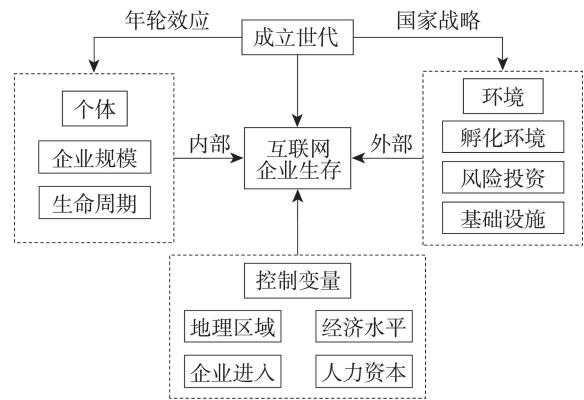 年轮效应
成立世代
国家战略
个体
企业规模
生命周期
内部
互联网
企业生存
外部
环境
孵化环境
风险投资
基础设施
控制变量
地理区域
经济水平
企业进入
人力资本